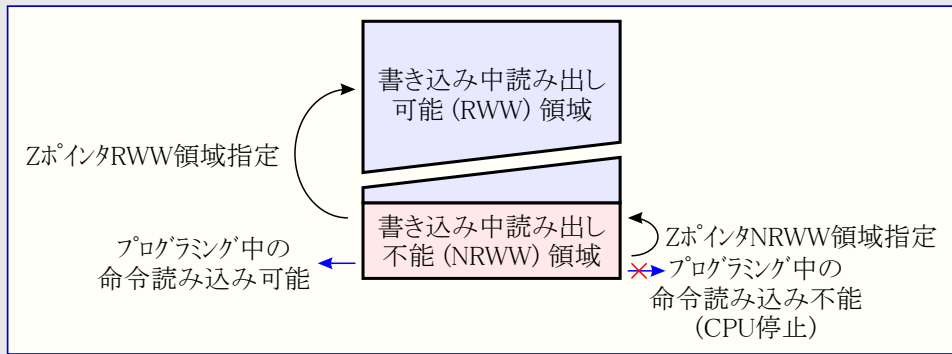 書き込み中読み出し
可能 (RWW) 領域
ZﾎﾟｲﾝﾀRWW領域指定
書き込み中読み出し
不能 (NRWW) 領域
ﾌﾟﾛｸﾞﾗﾐﾝｸﾞ中の
命令読み込み可能
ZﾎﾟｲﾝﾀNRWW領域指定
ﾌﾟﾛｸﾞﾗﾐﾝｸﾞ中の
命令読み込み不能
(CPU停止)